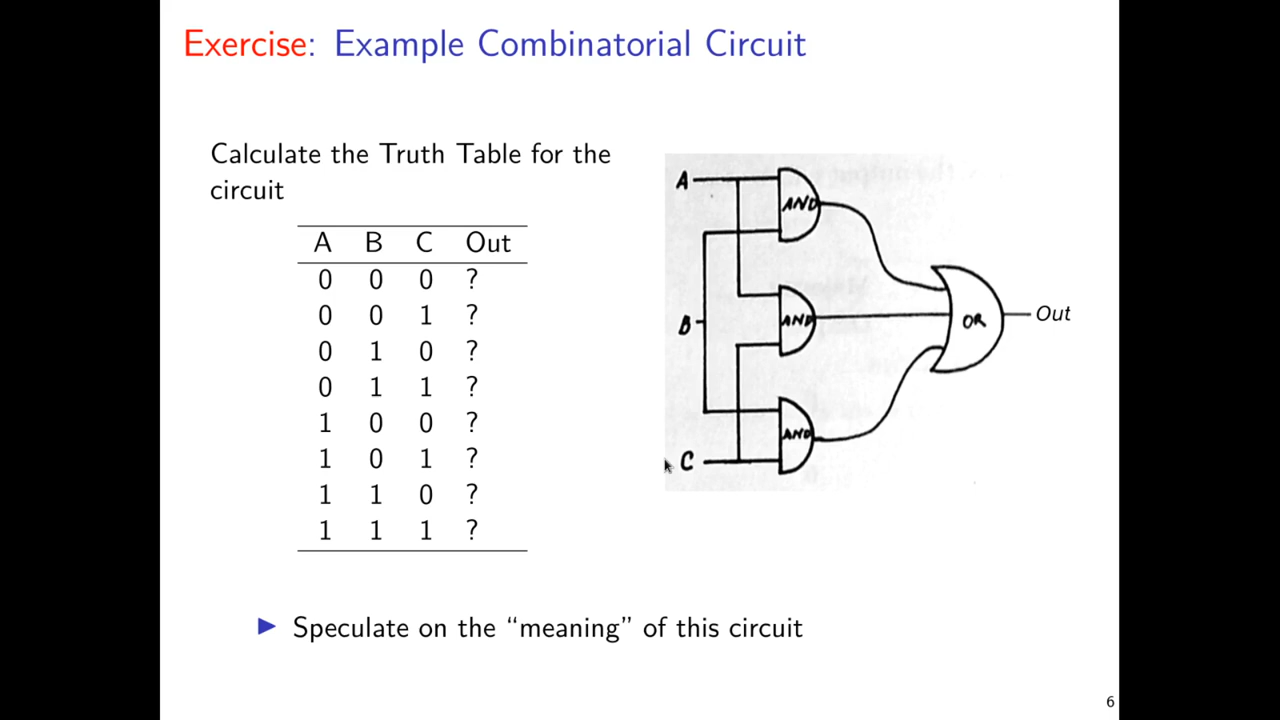 Exercise: Example Combinatorial Circuit
Calculate the Truth Table for the
circuit
A B C Out
0 0 0 ?
0 0 1 ?
0 1 0 ?
0 1 1 ?
1 0 0 ?
1 0 1 ?
1 1 0 ?
1 1 1 ?
A
AND
B
AND
OR
Out
AND
C
▶ Speculate on the “meaning” of this circuit
6